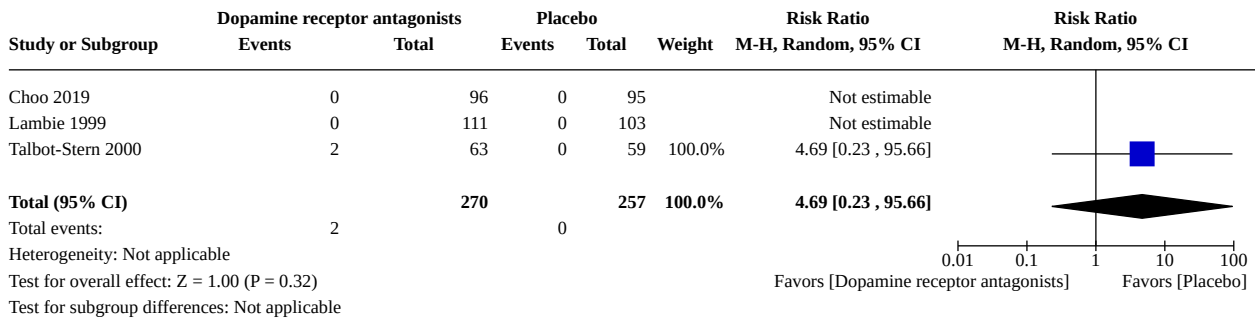 Dopamine receptor antagonists Placebo Risk Ratio Risk Ratio
Study or Subgroup Events Total Events Total Weight M-H, Random, 95% CI M-H, Random, 95% CI
Choo 2019 0 96 0 95 Not estimable
Lambie 1999 0 111 0 103 Not estimable
Talbot-Stern 2000 2 63 0 59 100.0% 4.69 [0.23 , 95.66]
Total (95% CI) 270 257 100.0% 4.69 [0.23 , 95.66]
Total events: 2 0
Heterogeneity: Not applicable
0.01 0.1 1 10 100
Test for overall effect: Z = 1.00 (P = 0.32) Favors [Dopamine receptor antagonists] Favors [Placebo]
Test for subgroup differences: Not applicable